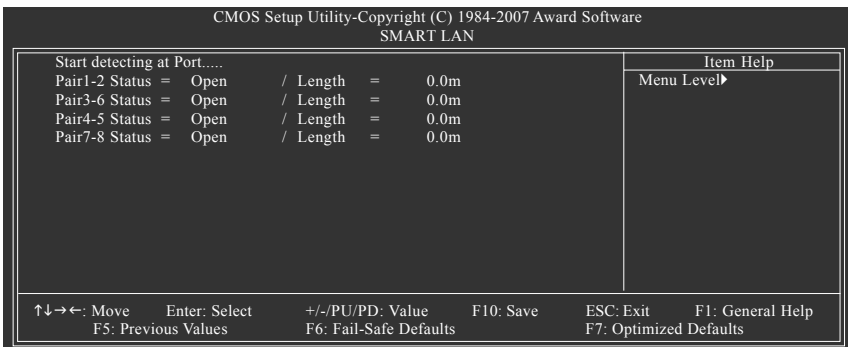 CMOS Setup Utility-Copyright (C) 1984-2007 Award Software
SMART LAN
Start detecting at Port.....
Pair1-2 Status = Open / Length = 0.0m
Pair3-6 Status = Open / Length = 0.0m
Pair4-5 Status = Open / Length = 0.0m
Pair7-8 Status = Open / Length = 0.0m
Item Help
Menu Level▶
↑↓→←: Move Enter: Select +/-/PU/PD: Value F10: Save ESC: Exit F1: General Help
F5: Previous Values F6: Fail-Safe Defaults F7: Optimized Defaults